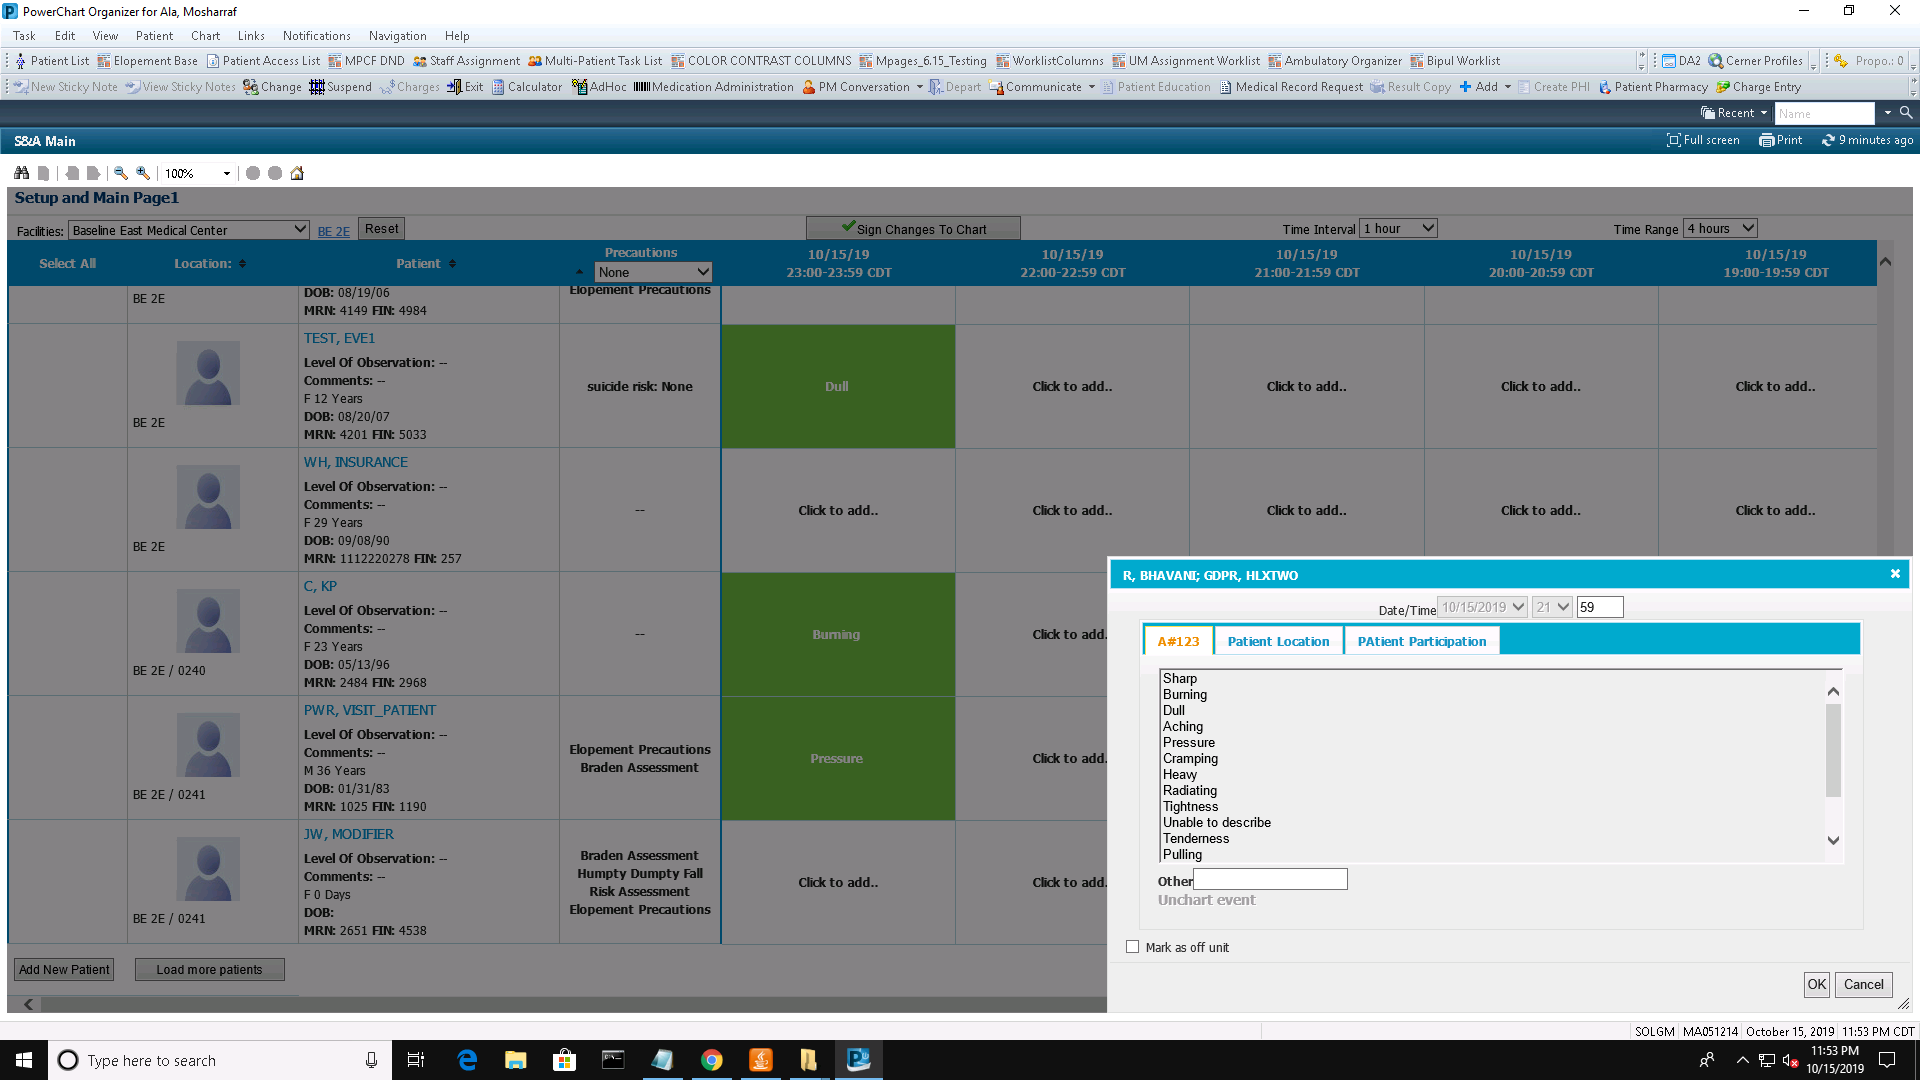 PowerChart Organizer for Ala, Mosharraf
Task Edit View Patient Chart Links Notifications Navigation Help
Patient List Elopement Base Patient Access List MPCF DND Staff Assignment Multi-Patient Task List COLOR CONTRAST COLUMNS Mpages_6.15_Testing WorklistColumns UM Assignment Worklist Ambulatory Organizer Bipul Worklist DA2 Cerner Profiles Propo.: 0
New Sticky Note View Sticky Notes Change Suspend Charges Exit Calculator AdHoc Medication Administration PM Conversation Depart Communicate Patient Education Medical Record Request Result Copy Add Create PHI Patient Pharmacy Charge Entry
Recent Name
S&A Main Full screen Print 9 minutes ago
100%
Setup and Main Page1
Facilities: Baseline East Medical Center BE 2E Reset Sign Changes To Chart Time Interval 1 hour Time Range 4 hours
Select All Location: Patient Precautions None
10/15/19 23:00-23:59 CDT
10/15/19 22:00-22:59 CDT
10/15/19 21:00-21:59 CDT
10/15/19 20:00-20:59 CDT
10/15/19 19:00-19:59 CDT
BE 2E
DOB: 08/19/06
MRN: 4149 FIN: 4984
Elopement Precautions
TEST, EVE1
Level Of Observation: --
Comments: --
F 12 Years
DOB: 08/20/07
MRN: 4201 FIN: 5033
BE 2E
suicide risk: None
Dull Click to add.. Click to add.. Click to add.. Click to add..
WH, INSURANCE
Level Of Observation: --
Comments: --
F 29 Years
DOB: 09/08/90
MRN: 1112220278 FIN: 257
BE 2E
--
Click to add.. Click to add.. Click to add.. Click to add.. Click to add..
C, KP
Level Of Observation: --
Comments: --
F 23 Years
DOB: 05/13/96
MRN: 2484 FIN: 2968
BE 2E / 0240
--
Burning Click to add.
PWR, VISIT_PATIENT
Level Of Observation: --
Comments: --
M 36 Years
DOB: 01/31/83
MRN: 1025 FIN: 1190
BE 2E / 0241
Elopement Precautions
Braden Assessment
Pressure Click to add.
JW, MODIFIER
Level Of Observation: --
Comments: --
F 0 Days
DOB:
MRN: 2651 FIN: 4538
BE 2E / 0241
Braden Assessment
Humpty Dumpty Fall
Risk Assessment
Elopement Precautions
Click to add.. Click to add.
Add New Patient Load more patients
R, BHAVANI; GDPR, HLXTWO
Date/Time 10/15/2019 21 59
A#123 Patient Location PAtient Participation
Sharp
Burning
Dull
Aching
Pressure
Cramping
Heavy
Radiating
Tightness
Unable to describe
Tenderness
Pulling
Other
Unchart event
Mark as off unit
OK Cancel
SOLGM MA051214 October 15, 2019 11:53 PM CDT
Type here to search
11:53 PM
10/15/2019